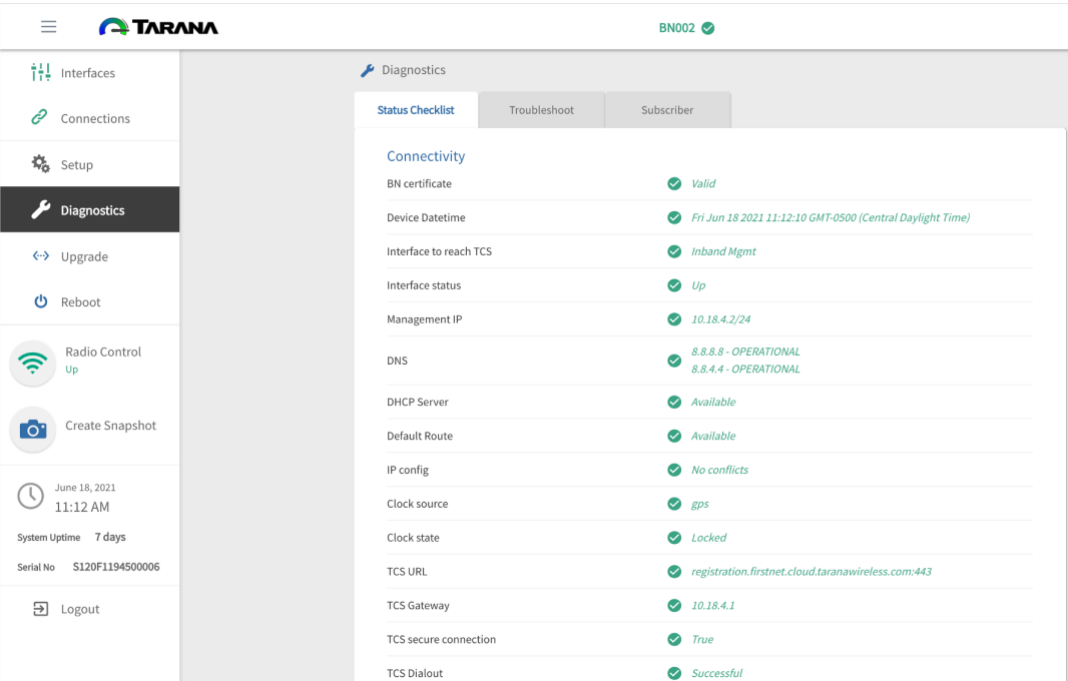 TARANA
BN002
Interfaces
Connections
Setup
Diagnostics
Upgrade
Reboot
Radio Control
Up
Create Snapshot
June 18, 2021
11:12 AM
System Uptime 7 days
Serial No S120F1194500006
Logout
Diagnostics
Status Checklist Troubleshoot Subscriber
Connectivity
BN certificate Valid
Device Datetime Fri Jun 18 2021 11:12:10 GMT-0500 (Central Daylight Time)
Interface to reach TCS Inband Mgmt
Interface status Up
Management IP 10.18.4.2/24
DNS 8.8.8.8 - OPERATIONAL
8.8.4.4 - OPERATIONAL
DHCP Server Available
Default Route Available
IP config No conflicts
Clock source gps
Clock state Locked
TCS URL registration.firstnet.cloud.taranawireless.com:443
TCS Gateway 10.18.4.1
TCS secure connection True
TCS Dialout Successful